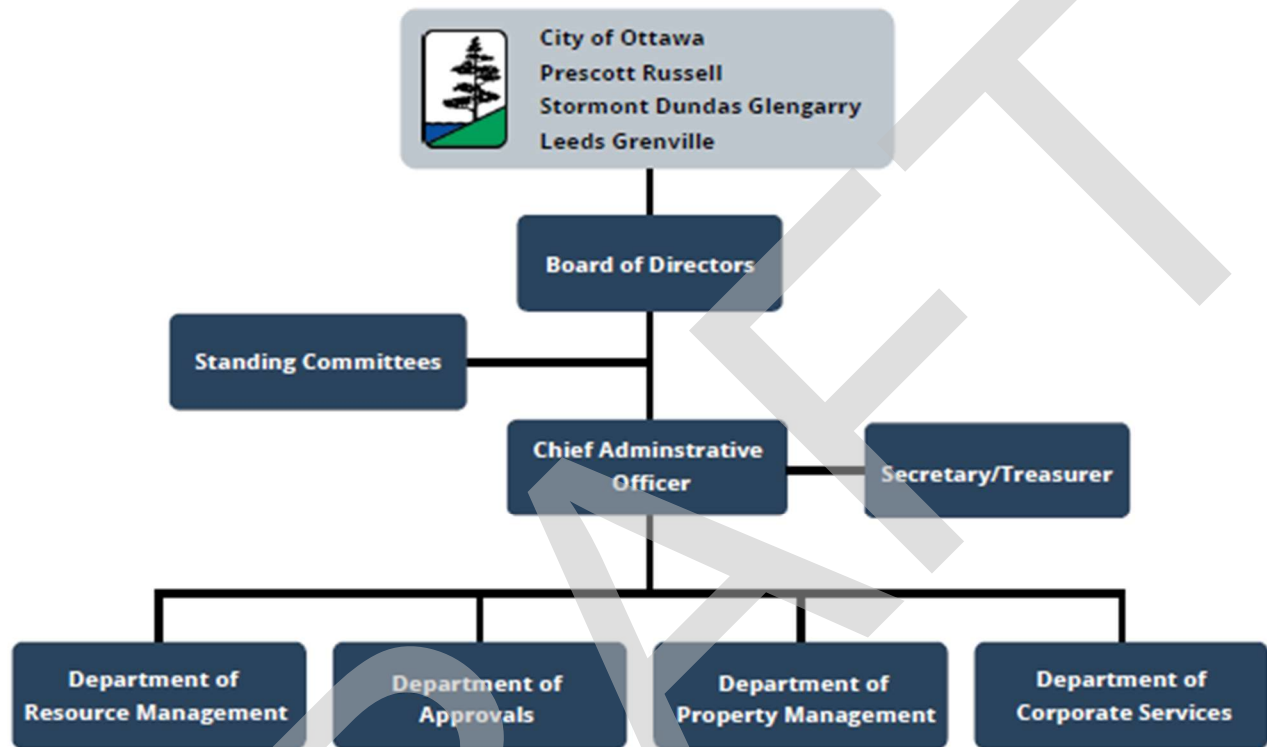 City of Ottawa
Prescott Russell
Stormont Dundas Glengarry
Leeds Grenville
Board of Directors
Standing Committees
Chief Adminstrative
Officer
Secretary/Treasurer
Department of
Resource Management
Department of
Approvals
Department of
Property Management
Department of
Corporate Services
DRAFT